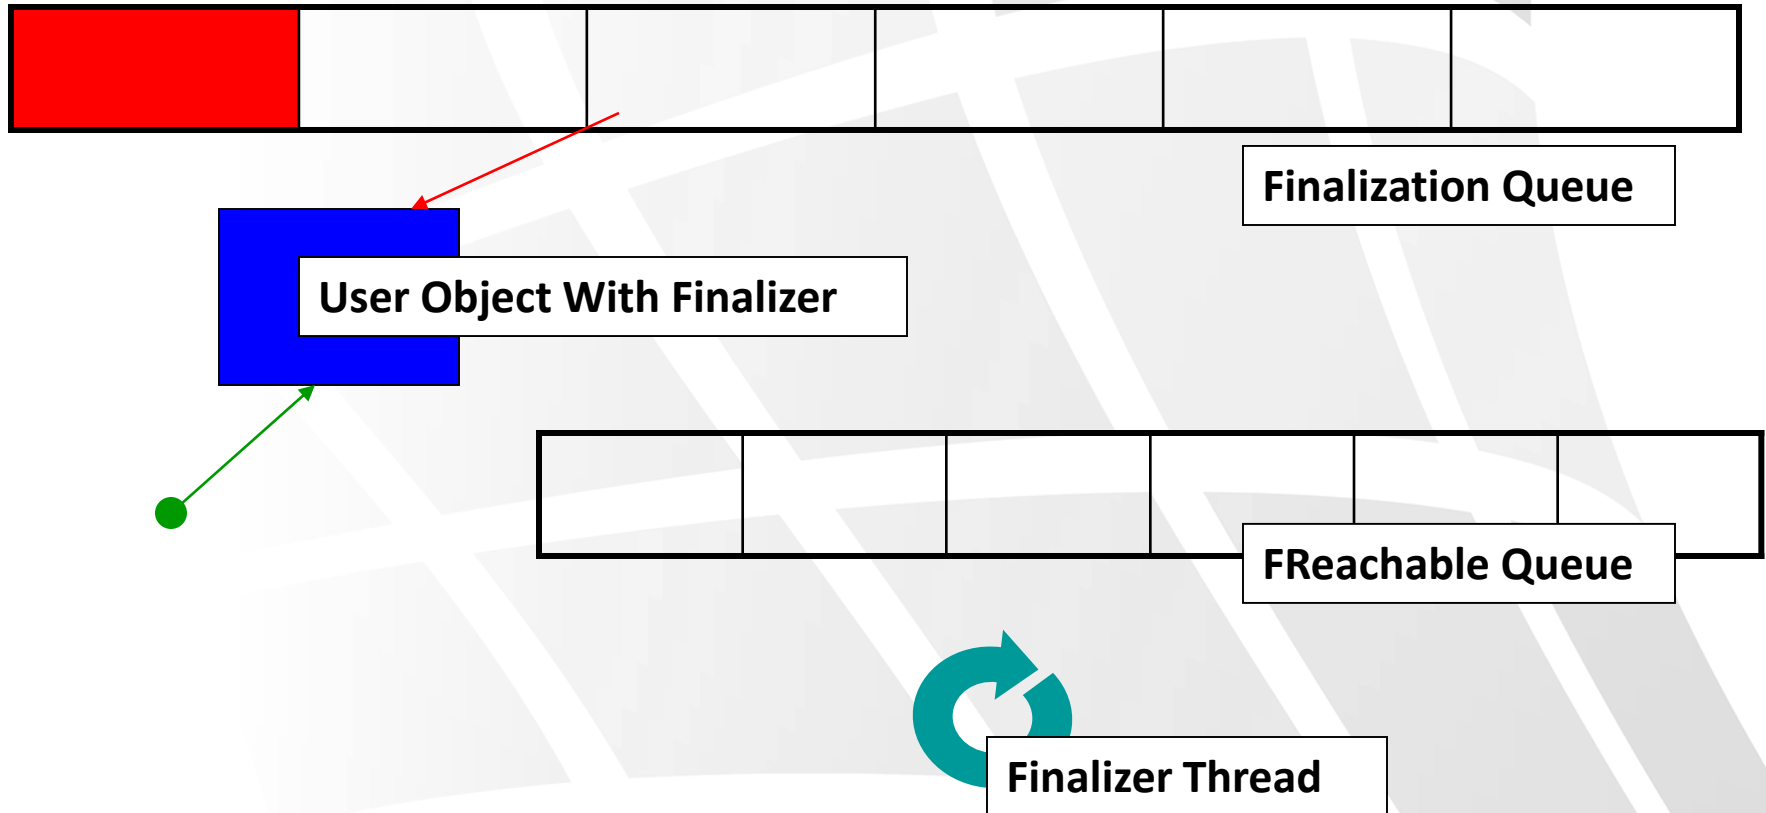 Finalization Queue
User Object With Finalizer
FReachable Queue
Finalizer Thread